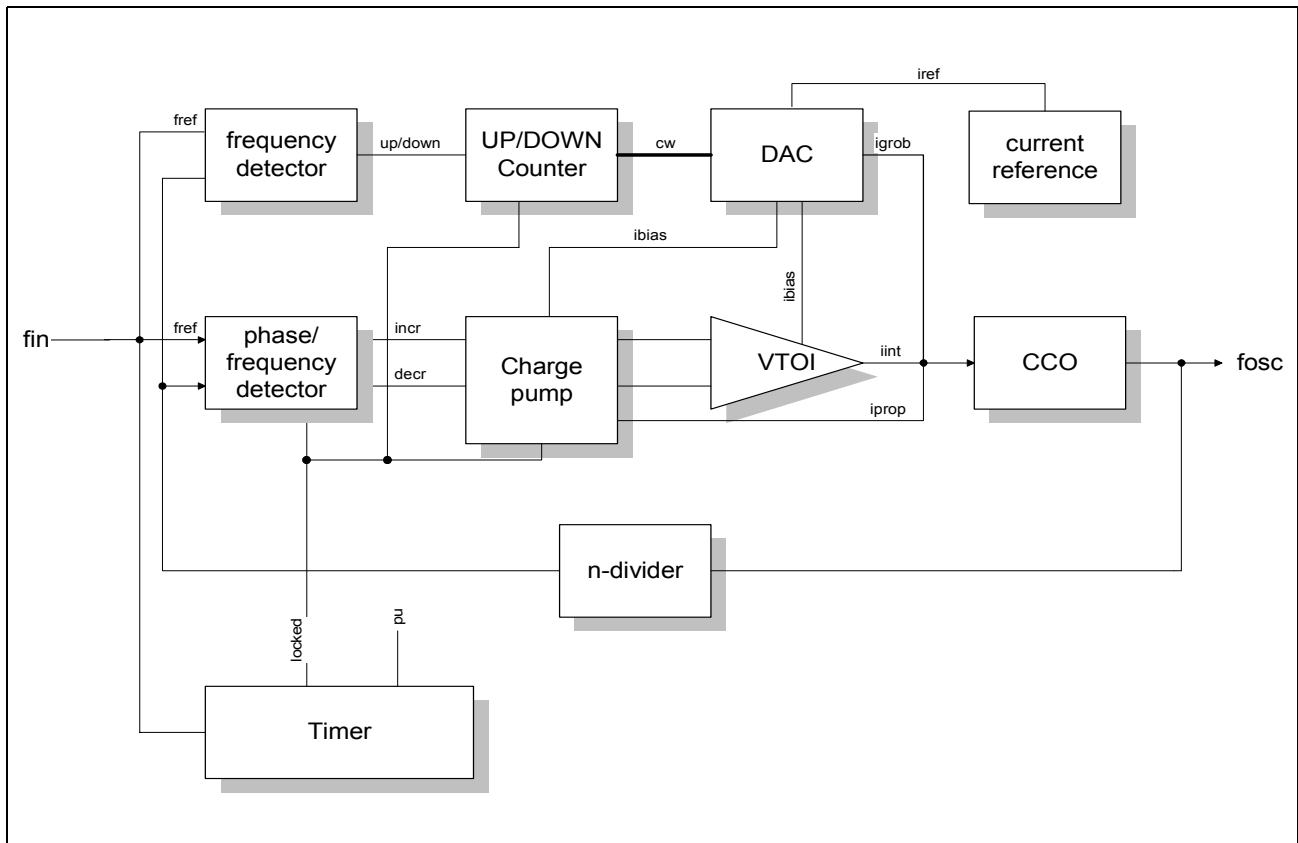 iref
fref
frequency
detector
up/down
UP/DOWN
Counter
cw
DAC
igrob
current
reference
ibias
ibias
fin
fref
phase/
frequency
detector
incr
decr
Charge
pump
VTOI
iint
iprop
CCO
fosc
n-divider
locked
pu
Timer